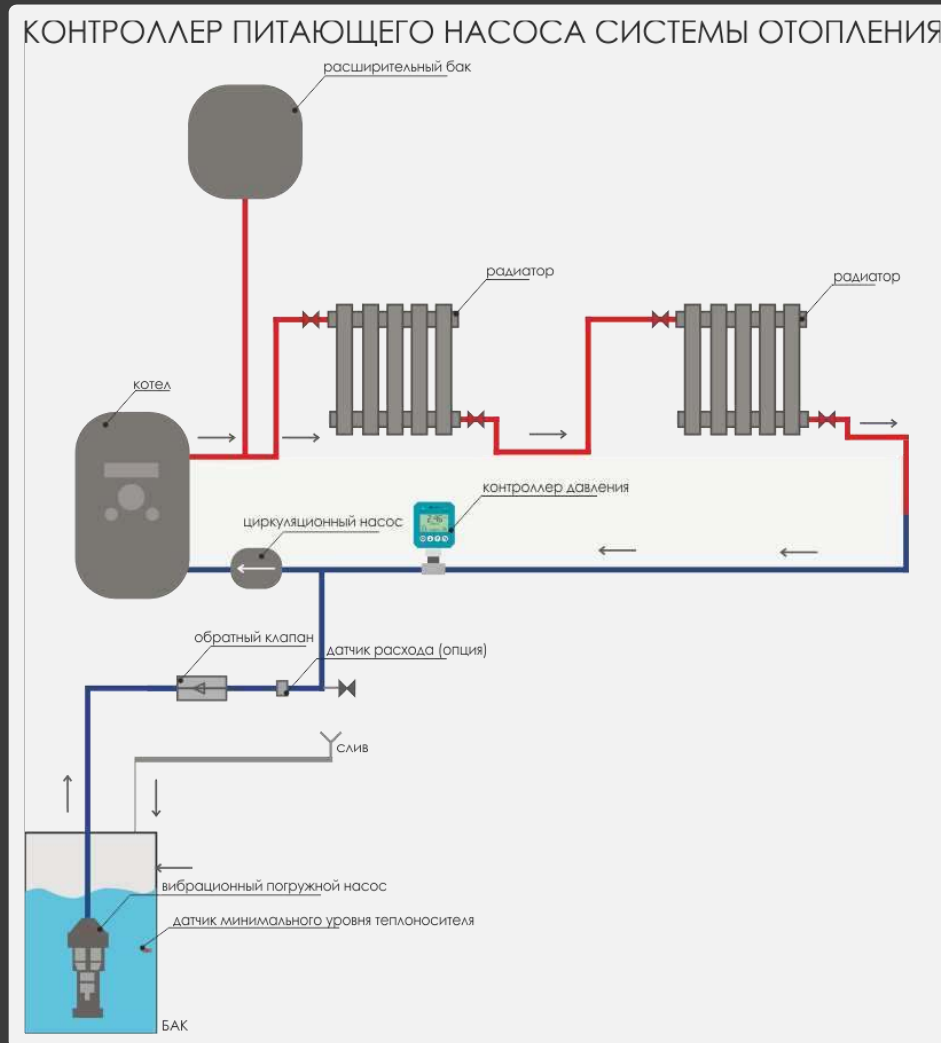 КОНТРОЛЛЕР ПИТАЮЩЕГО НАСОСА СИСТЕМЫ ОТОПЛЕНИЯ
расширительный бак
радиатор
радиатор
котел
контроллер давления
циркуляционный насос
обратный клапан
датчик расхода (опция)
слив
вибрационный погружной насос
датчик минимального уровня теплоносителя
БАК